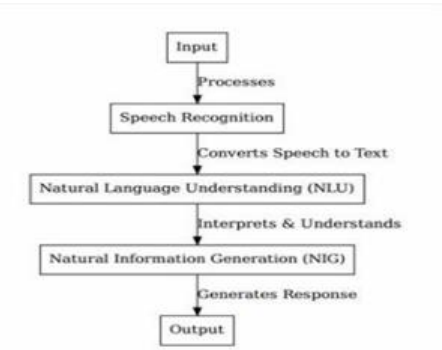 Input
Processes
Speech Recognition
Converts Speech to Text
Natural Language Understanding (NLU)
Interprets & Understands
Natural Information Generation (NIG)
Generates Response
Output